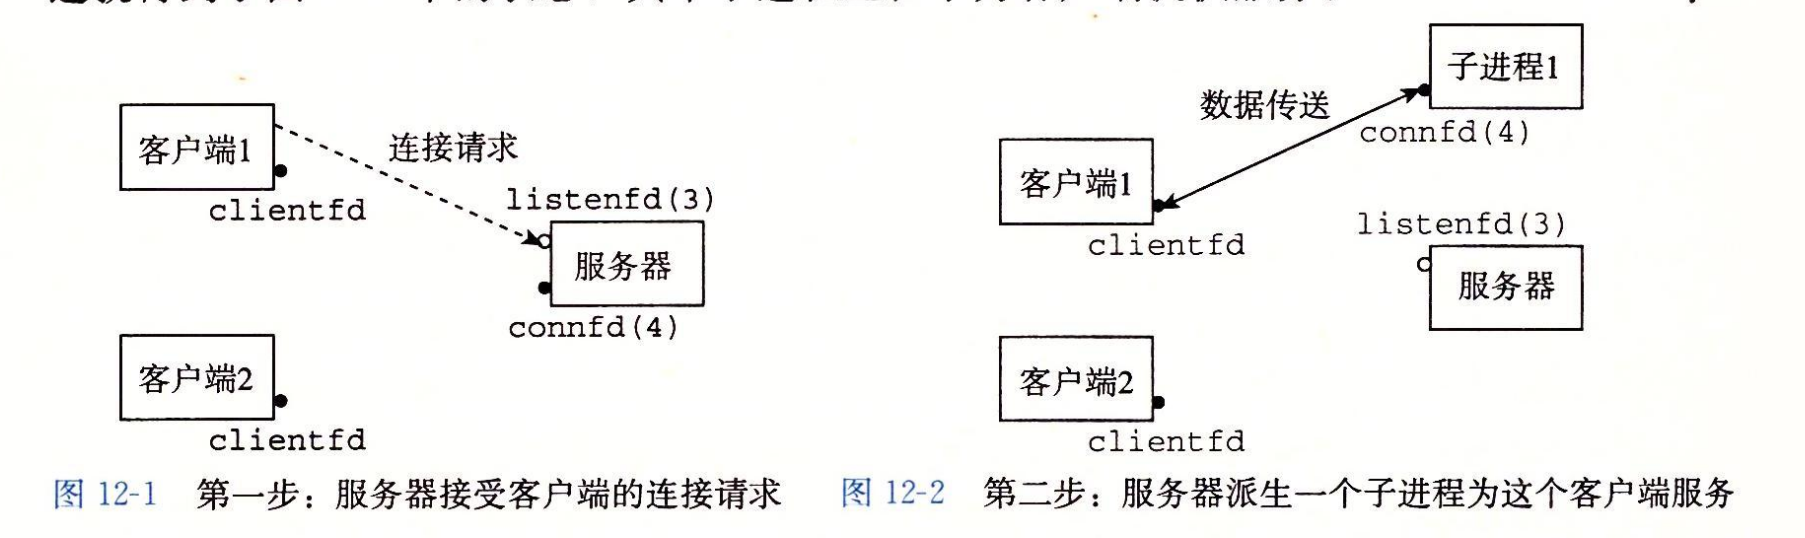 客户端1
连接请求
clientfd
listenfd(3)
服务器
connfd(4)
客户端2
clientfd
图 12-1 第一步：服务器接受客户端的连接请求
子进程1
数据传送
connfd(4)
客户端1
clientfd
listenfd(3)
服务器
客户端2
clientfd
图 12-2 第二步：服务器派生一个子进程为这个客户端服务